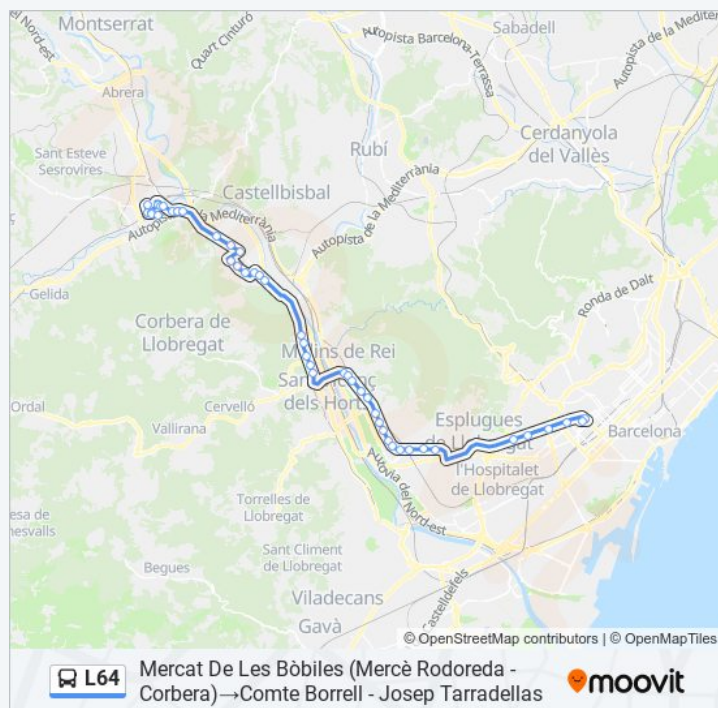 Montserrat
Quart Cinturó
Autopista Barcelona-Terrassa
Sabadell
Autopista de la Mediterrània
del Nord-est
Abrera
Sant Esteve
Sesrovires
Rubí
Cerdanyola
del Vallès
Castellbisbal
Autopista de la Mediterrània
Autopista de la Mediterrània
Gelida
Ronda de Dalt
Corbera de
Llobregat
Molins de Rei
Sant Vicenç
dels Horts
Ordal
Cervelló
Vallirana
Esplugues
de Llobregat
Barcelona
l'Hospitalet
de Llobregat
Autovia del Nord-est
Torrelles de
Llobregat
Sant Climent
de Llobregat
Begues
Viladecans
Gavà
Castelldefels
© OpenStreetMap contributors | © OpenMapTiles
L64
Mercat De Les Bòbiles (Mercè Rodoreda -
Corbera)→Comte Borrell - Josep Tarradellas
moovit